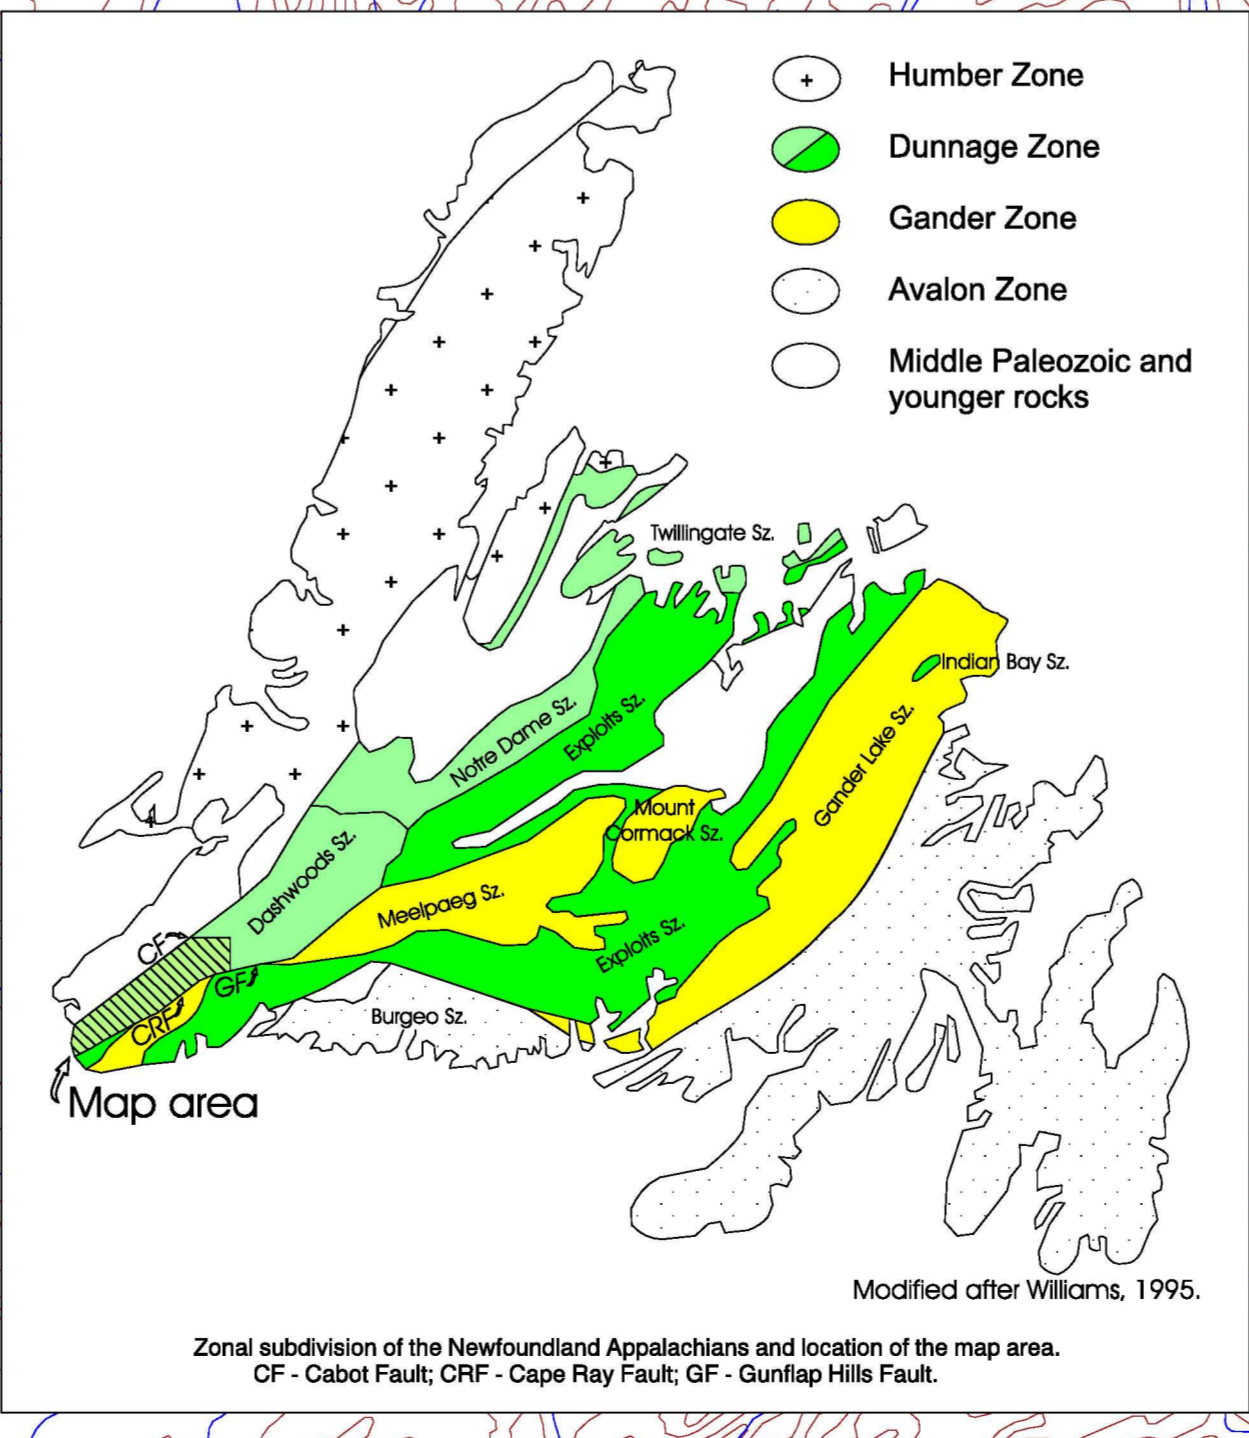 Humber Zone
Dunnage Zone
Gander Zone
Avalon Zone
Middle Paleozoic and
younger rocks
Twillingate Sz.
Indian Bay Sz.
Notre Dame Sz.
Exploits Sz.
Gander Lake Sz.
Mount
Cormack Sz.
Dashwoods Sz.
Meelpaeg Sz.
Exploits Sz.
CF
GF
CRF
Burgeo Sz.
Map area
Modified after Williams, 1995.
Zonal subdivision of the Newfoundland Appalachians and location of the map area.
CF - Cabot Fault; CRF - Cape Ray Fault; GF - Gunflap Hills Fault.